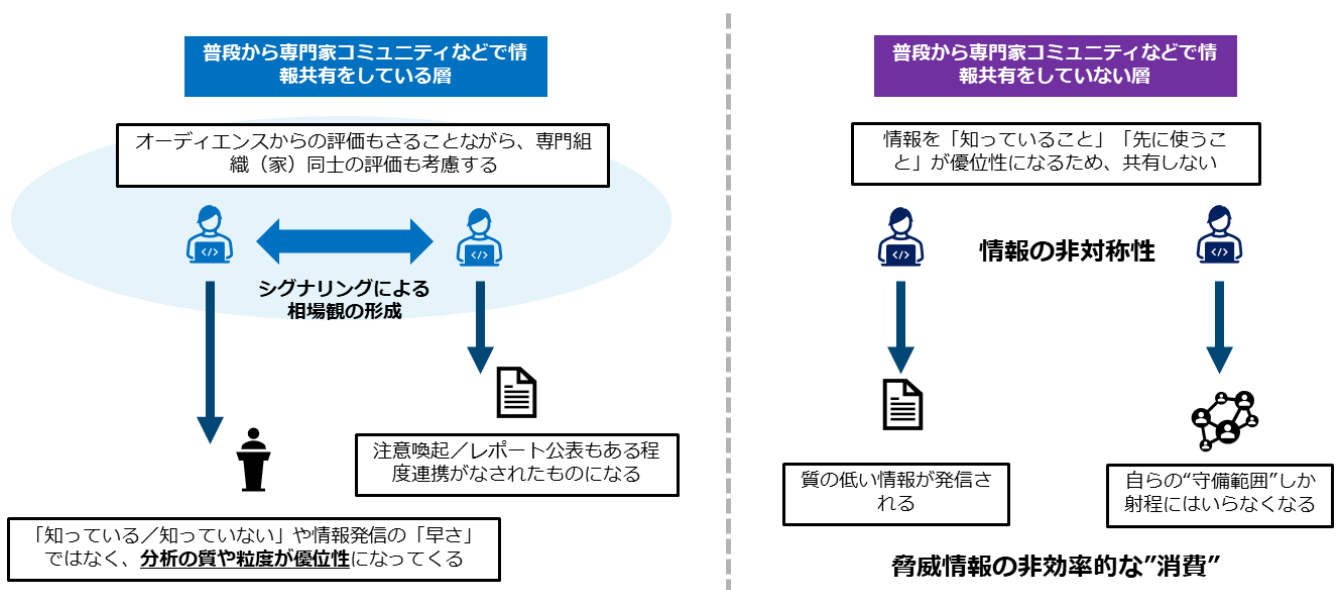 普段から専門家コミュニティなどで情
報共有をしている層
オーディエンスからの評価もさることながら、専門組
織（家）同士の評価も考慮する
</>
</>
シグナリングによる
相場観の形成
注意喚起／レポート公表もある程
度連携がなされたものになる
「知っている／知っていない」や情報発信の「早さ」
ではなく、分析の質や粒度が優位性になってくる
普段から専門家コミュニティなどで情
報共有をしていない層
情報を「知っていること」「先に使うこ
と」が優位性になるため、共有しない
</>
情報の非対称性
</>
質の低い情報が発信さ
れる
自らの“守備範囲”しか
射程にはいらなくなる
脅威情報の非効率的な”消費”